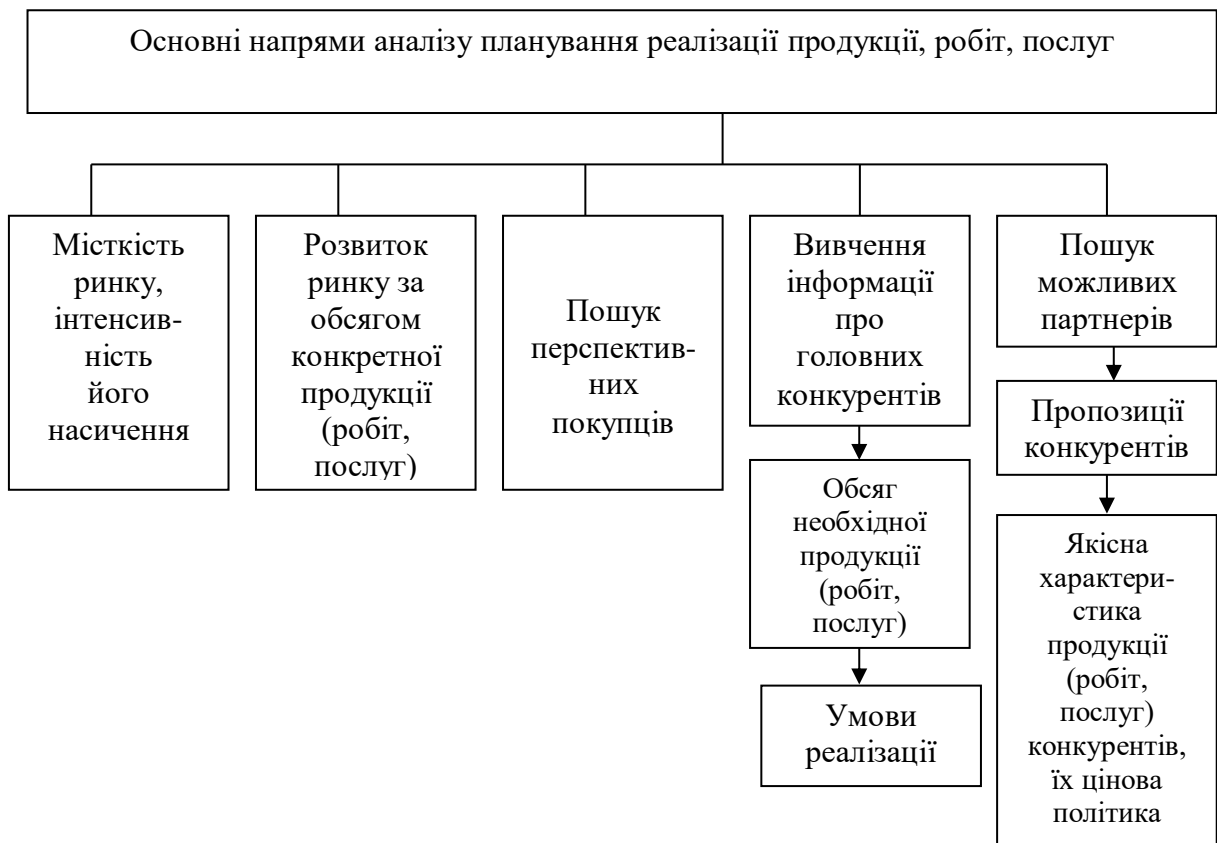 Основні напрями аналізу планування реалізації продукції, робіт, послуг
Місткість
ринку,
інтенсив-
ність
його
насичення
Розвиток
ринку за
обсягом
конкретної
продукції
(робіт,
послуг)
Пошук
перспектив-
них
покупців
Вивчення
інформації
про
головних
конкурентів
Обсяг
необхідної
продукції
(робіт,
послуг)
Умови
реалізації
Пошук
можливих
партнерів
Пропозиції
конкурентів
Якісна
характери-
стика
продукції
(робіт,
послуг)
конкурентів,
їх цінова
політика